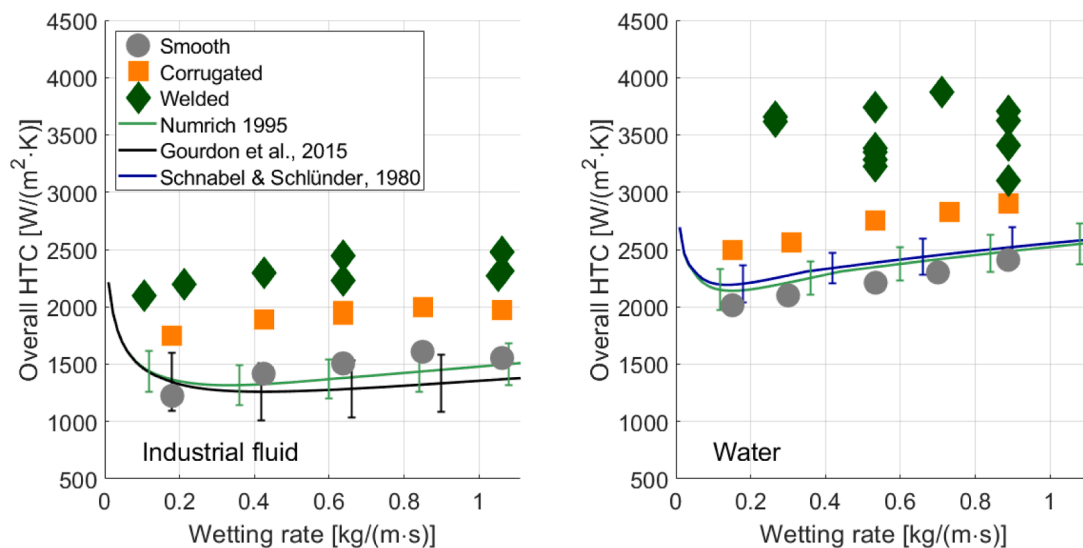 4500
4000
3500
3000
2500
2000
1500
1000
500
Overall HTC [W/(m²·K)]
Smooth
Corrugated
Welded
Numrich 1995
Gourdon et al., 2015
Schnabel & Schlünder, 1980
Industrial fluid
0 0.2 0.4 0.6 0.8 1
Wetting rate [kg/(m·s)]
4500
4000
3500
3000
2500
2000
1500
1000
500
Overall HTC [W/(m²·K)]
Water
0 0.2 0.4 0.6 0.8 1
Wetting rate [kg/(m·s)]